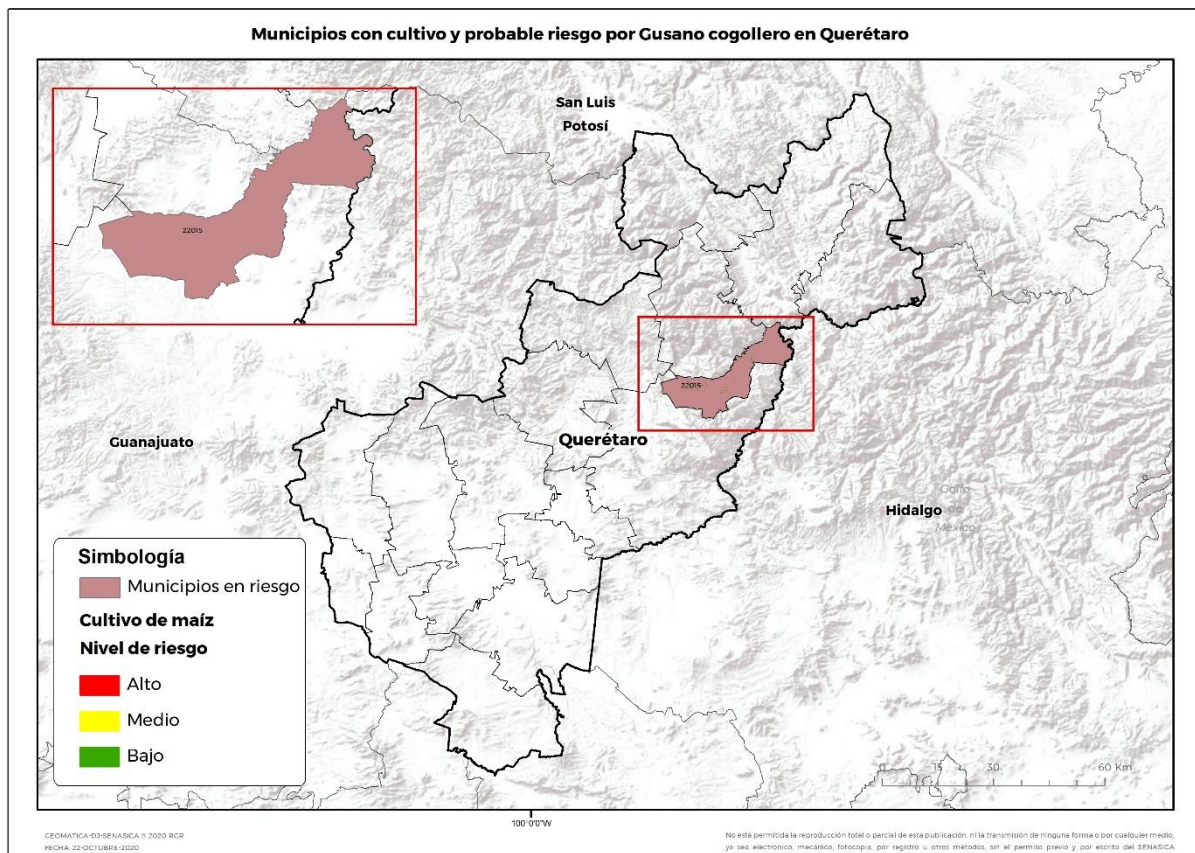 Municipios con cultivo y probable riesgo por Gusano cogollero en Querétaro
22015
San Luis
Potosí
22015
Guanajuato
Querétaro
Hidalgo
Golfo
de
México
Simbología
Municipios en riesgo
Cultivo de maíz
Nivel de riesgo
Alto
Medio
Bajo
0 15 30 60 Km
100°0'0"W
GEOMATICA-DJ-SENASICA ® 2020 RGR
FECHA: 22-OCTUBRE-2020
No está permitida la reproducción total o parcial de esta publicación, ni la transmisión de ninguna forma o por cualquier medio,
ya sea electrónico, mecánico, fotocopia, por registro u otros métodos, sin el permiso previo y por escrito del SENASICA